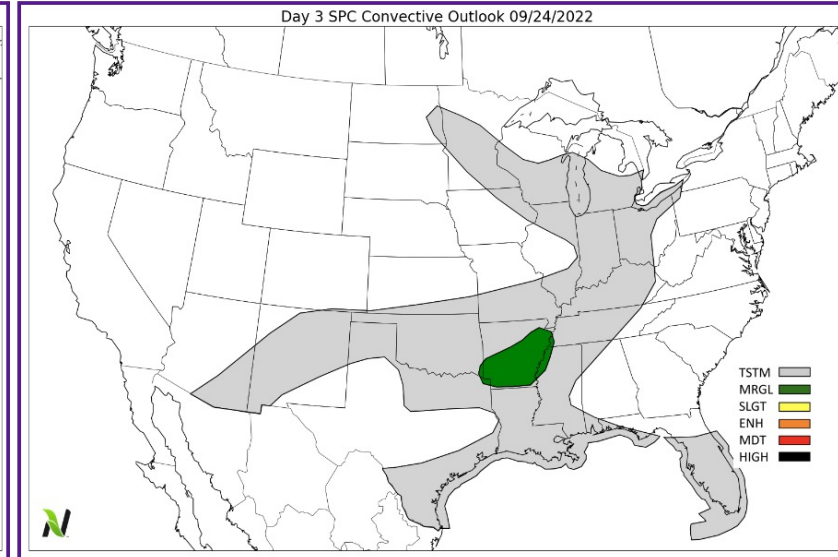 Day 3 SPC Convective Outlook 09/24/2022
TSTM
MRGL
SLGT
ENH
MDT
HIGH